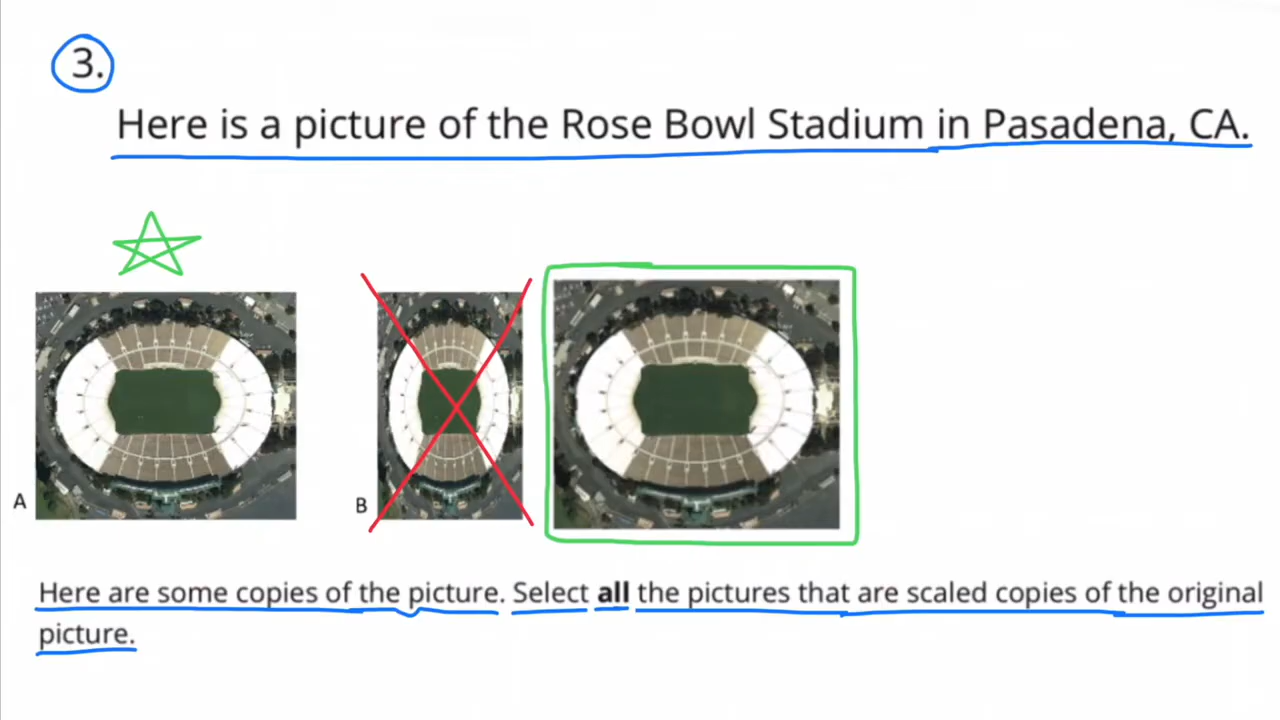 3.
Here is a picture of the Rose Bowl Stadium in Pasadena, CA.
A
B
Here are some copies of the picture. Select all the pictures that are scaled copies of the original
picture.